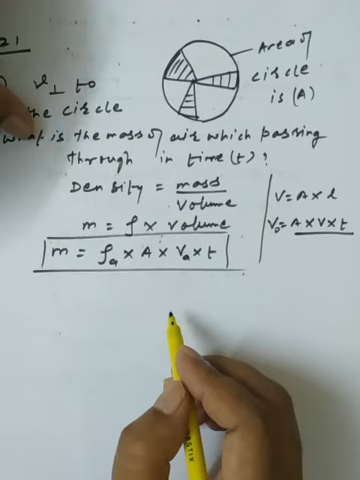 21
v⊥ to
the circle
Area of
circle
is (A)
is the mass of air which passing
through in time (t) ?
Density = mass
volume
m = ρ × volume
m = ρa × A × Va × t
V = A × l
V0 = A × V × t